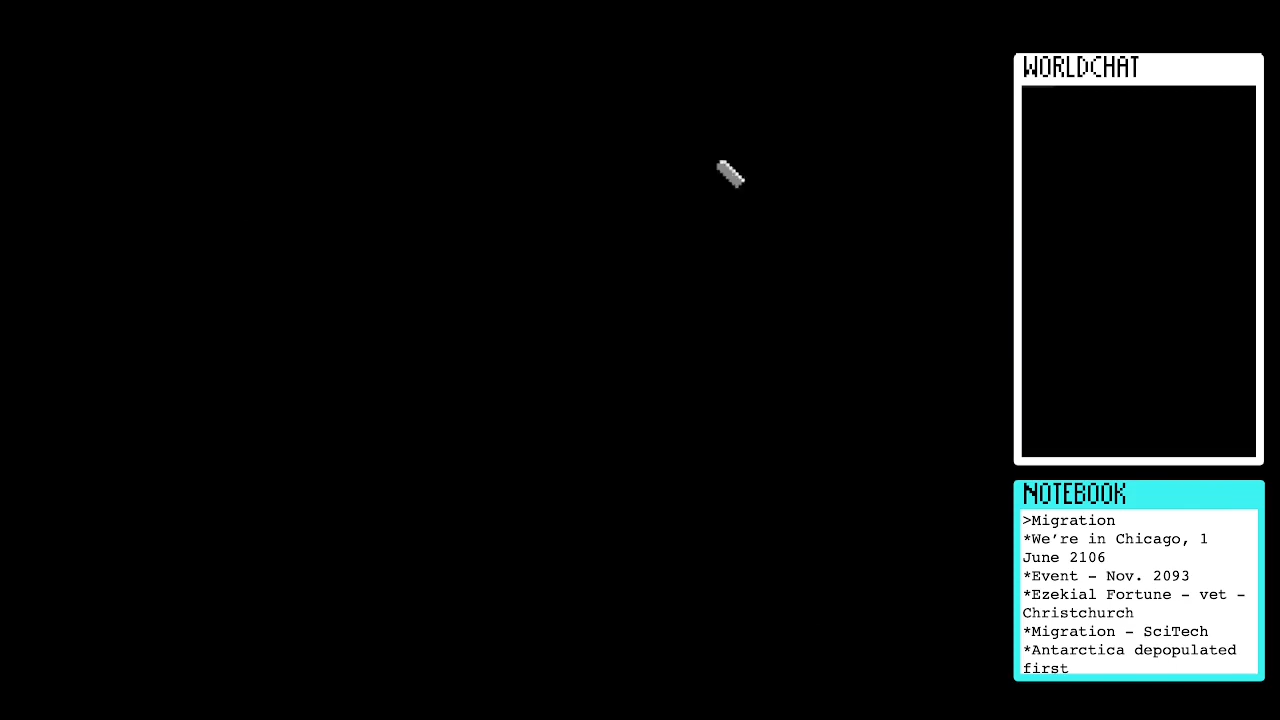 WORLDCHAT
NOTEBOOK
>Migration
*We're in Chicago, 1
June 2106
*Event - Nov. 2093
*Ezekial Fortune - vet -
Christchurch
*Migration - SciTech
*Antarctica depopulated
first